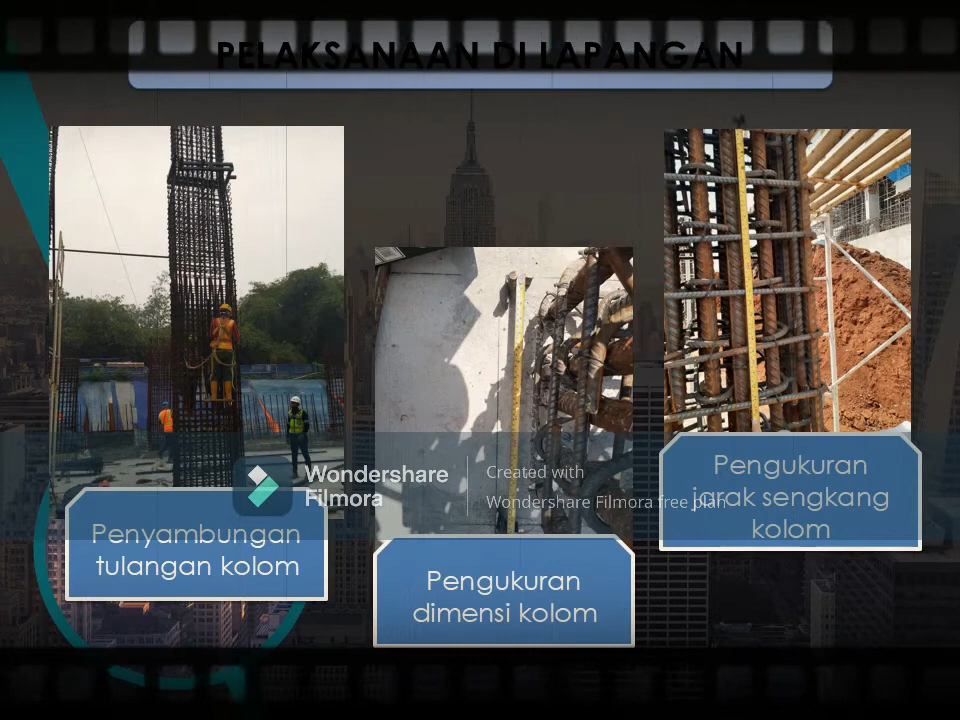 PELAKSANAAN DI LAPANGAN
Penyambungan
tulangan kolom
Wondershare
Filmora
Created with
Wondershare Filmora free plan
Pengukuran
dimensi kolom
Pengukuran
jarak sengkang
kolom